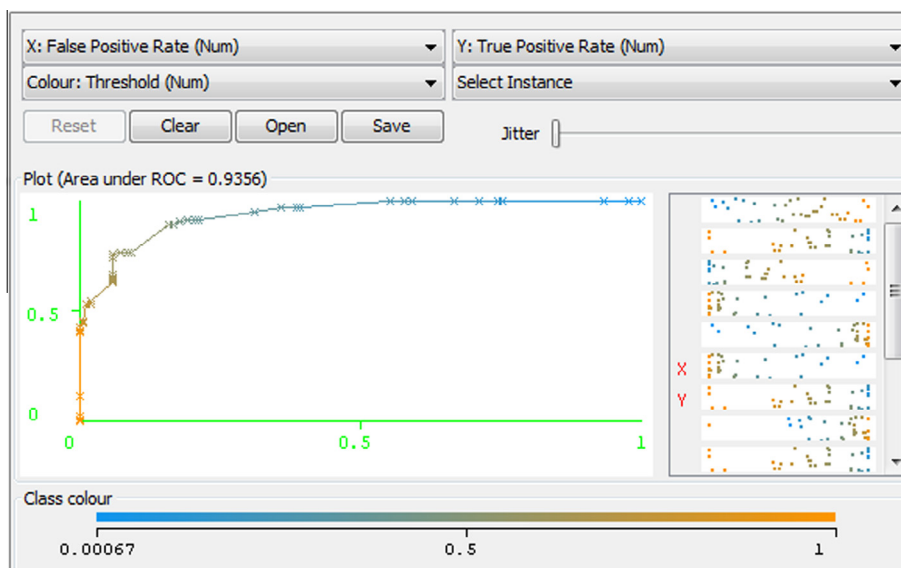 X: False Positive Rate (Num) Y: True Positive Rate (Num)
Colour: Threshold (Num) Select Instance
Reset Clear Open Save Jitter
Plot (Area under ROC = 0.9356)
1
0.5
0
0 0.5 1
X
Y
Class colour
0.00067 0.5 1